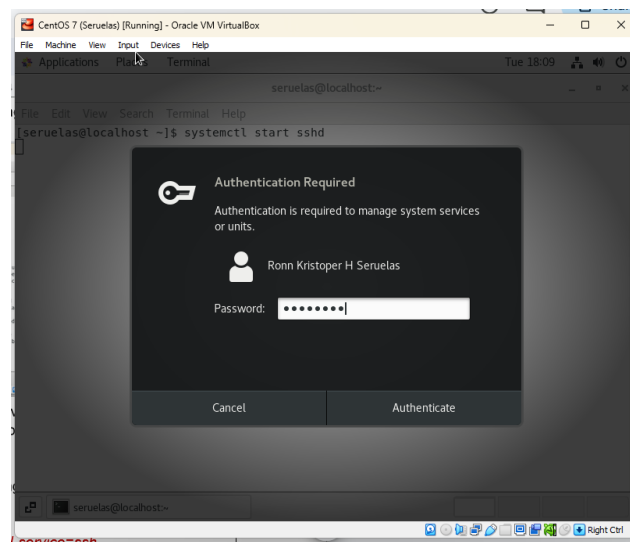 CentOS 7 (Seruelas) [Running] - Oracle VM VirtualBox
File Machine View Input Devices Help
Applications Places Terminal Tue 18:09
seruelas@localhost:~
File Edit View Search Terminal Help
[seruelas@localhost ~]$ systemctl start sshd
Authentication Required
Authentication is required to manage system services
or units.
Ronn Kristoper H Seruelas
Password: ••••••••
Cancel Authenticate
seruelas@localhost:~
Right Ctrl